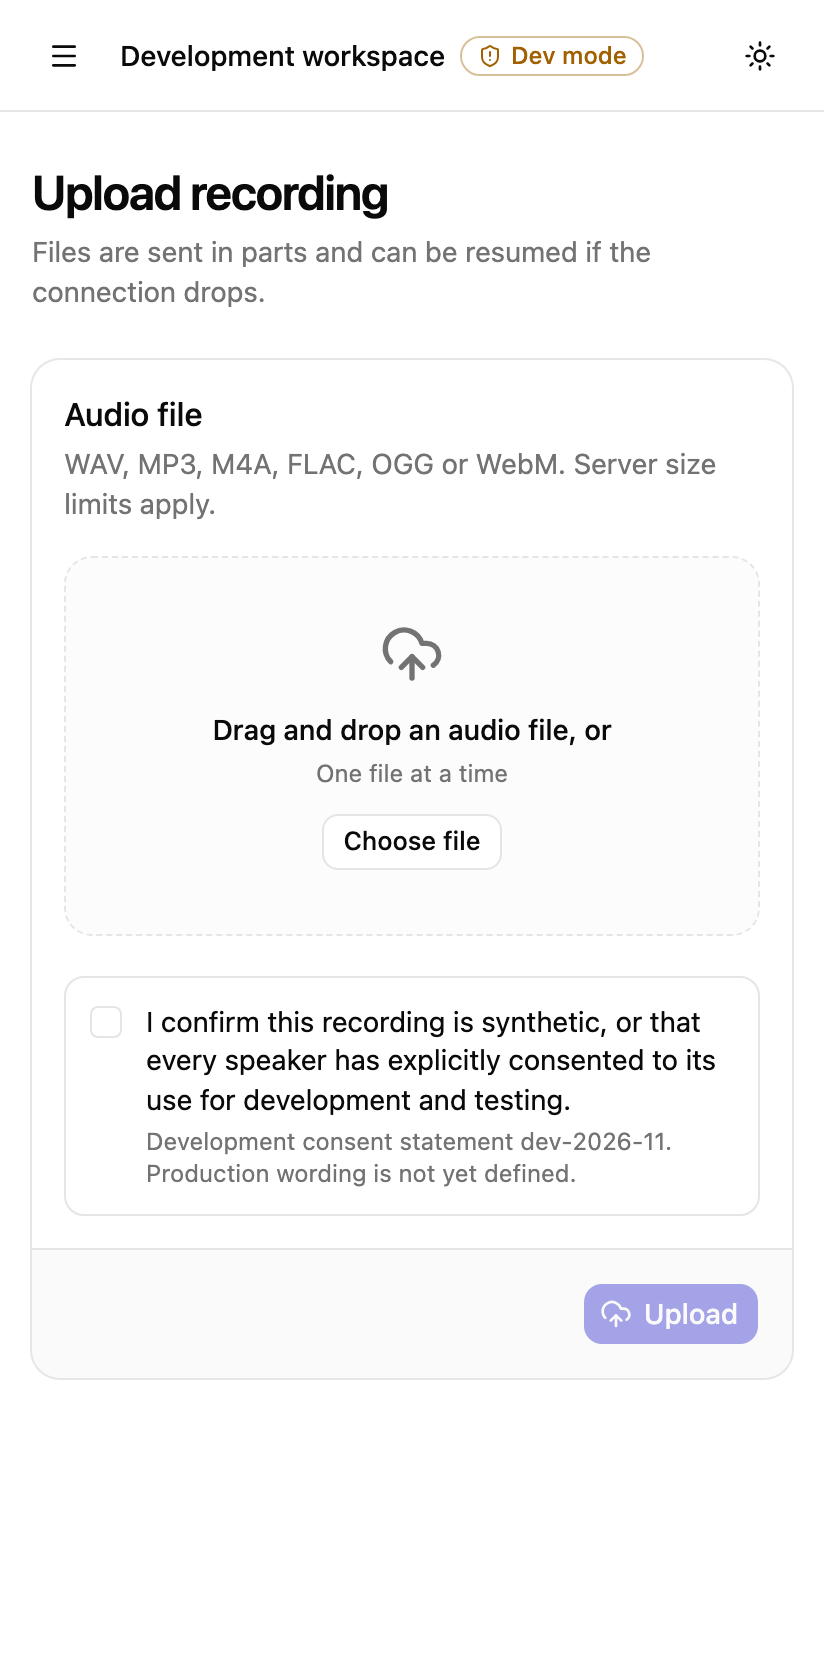 Development workspace
Dev mode
Upload recording
Files are sent in parts and can be resumed if the
connection drops.
Audio file
WAV, MP3, M4A, FLAC, OGG or WebM. Server size
limits apply.
Drag and drop an audio file, or
One file at a time
Choose file
I confirm this recording is synthetic, or that
every speaker has explicitly consented to its
use for development and testing.
Development consent statement dev-2026-11.
Production wording is not yet defined.
Upload